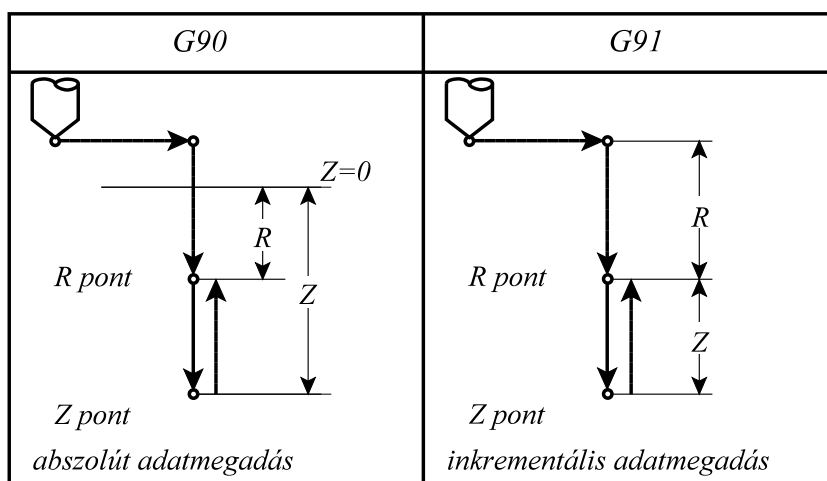 G90
G91
Z=0
R
R
R pont
R pont
Z
Z
Z pont
Z pont
abszolút adatmegadás
inkrementális adatmegadás